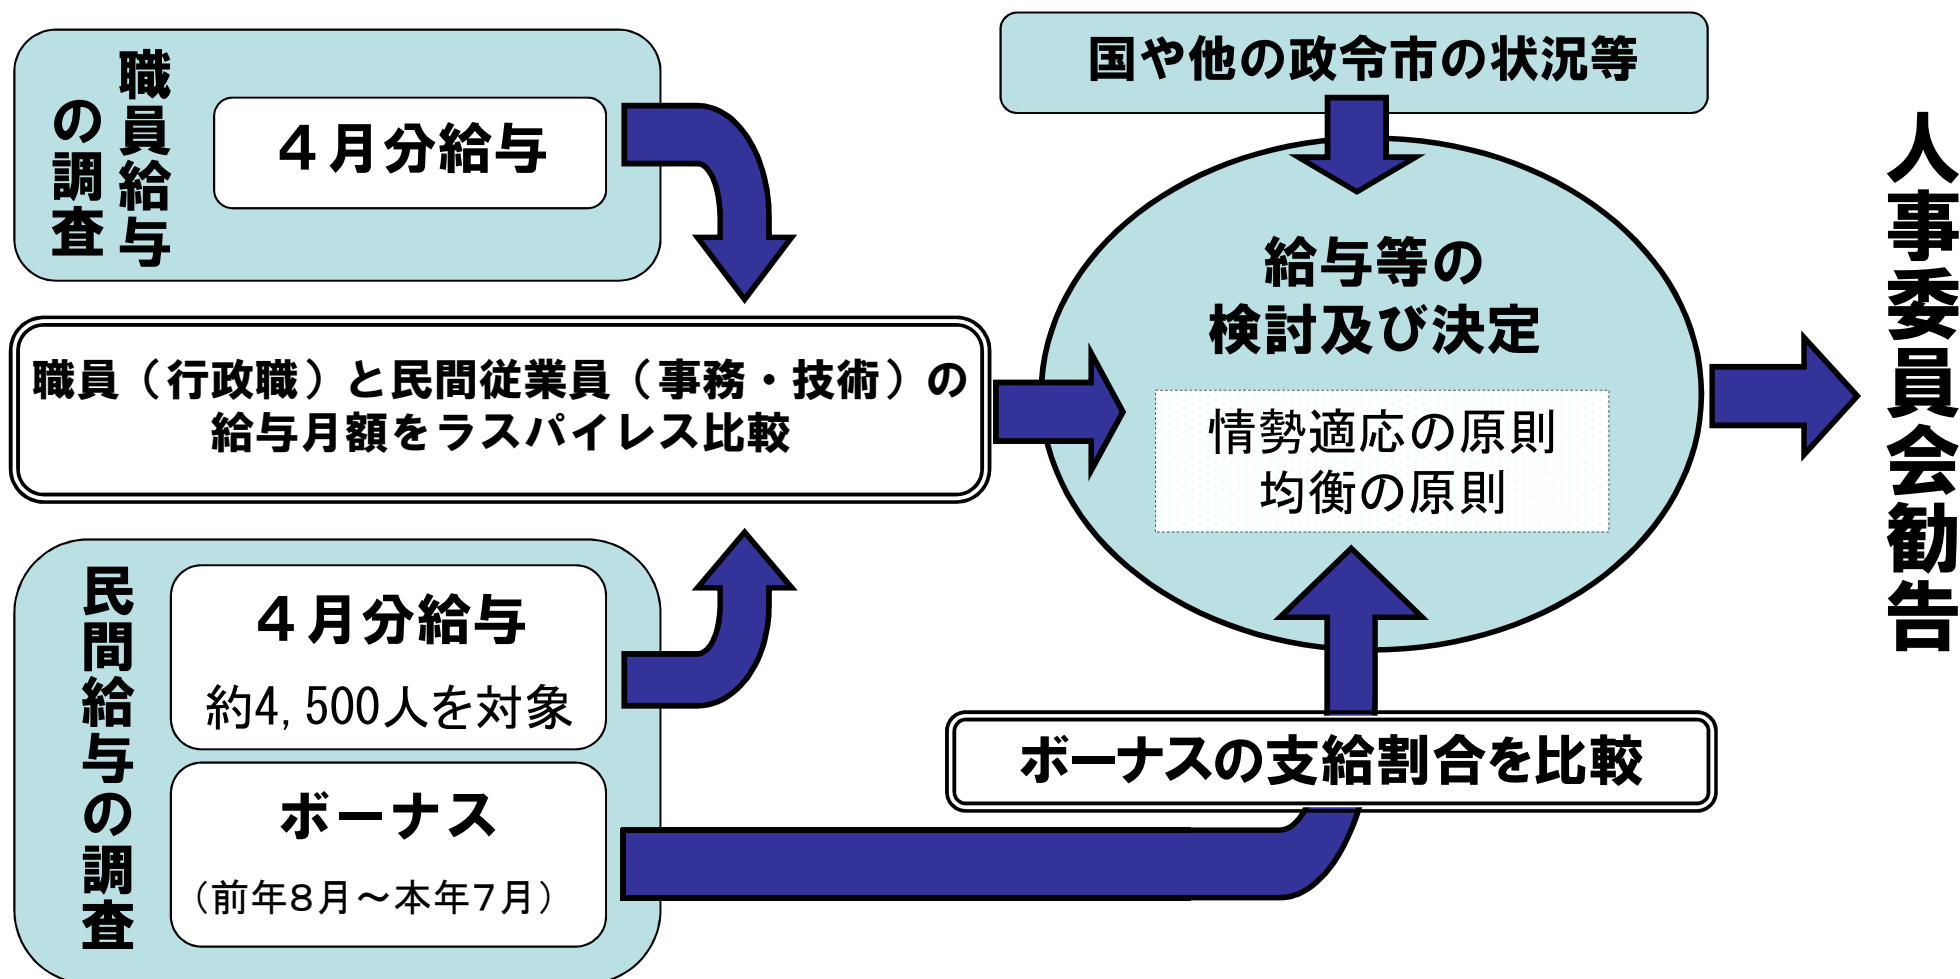 職員給与
の調査
４月分給与
国や他の政令市の状況等
職員（行政職）と民間従業員（事務・技術）の
給与月額をラスパイレス比較
給与等の
検討及び決定
情勢適応の原則
均衡の原則
民間給与の調査
４月分給与
約4,500人を対象
ボーナス
（前年８月～本年７月）
ボーナスの支給割合を比較
人事委員会勧告